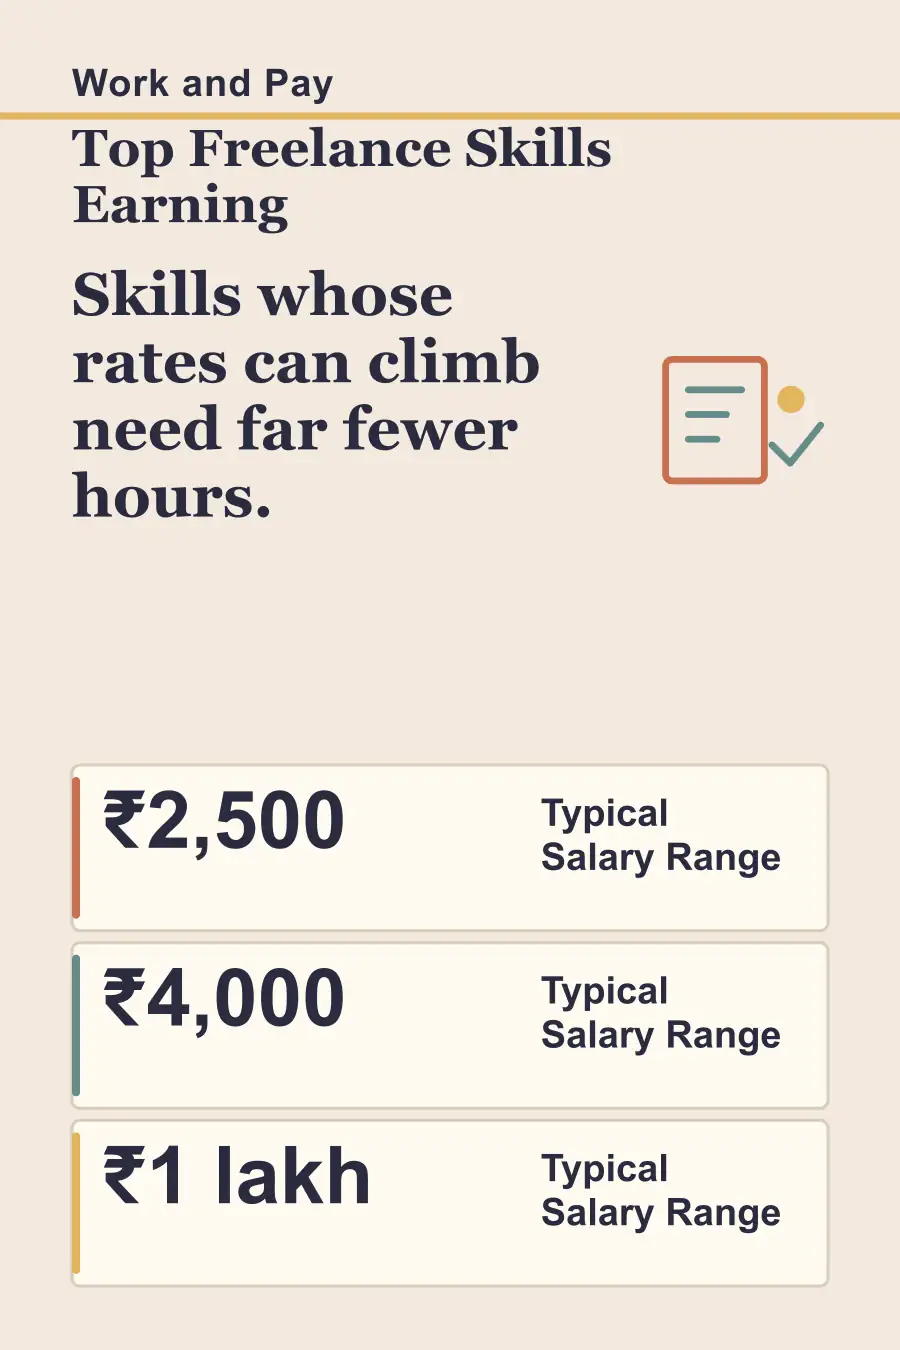 Work and Pay
Top Freelance Skills
Earning
Skills whose
rates can climb
need far fewer
hours.
₹2,500
Typical
Salary Range
₹4,000
Typical
Salary Range
₹1 lakh
Typical
Salary Range